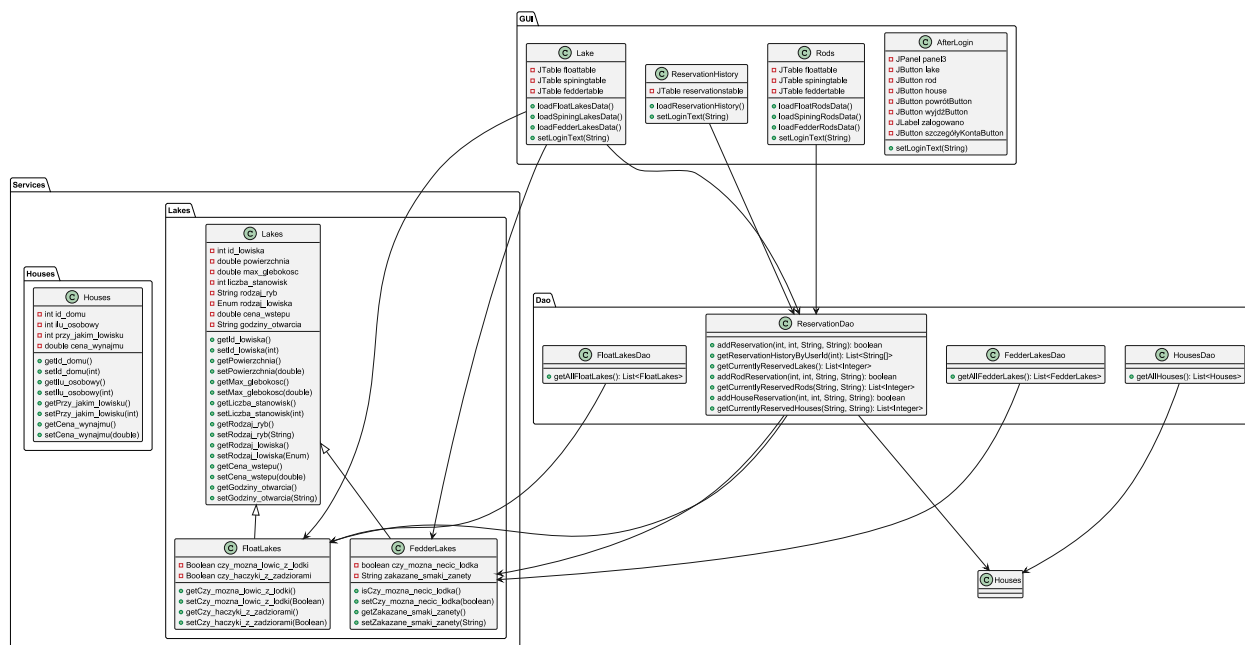 GUI
C Lake
JTable floattable
JTable spiningtable
JTable feddertable
loadFloatLakesData()
loadSpiningLakesData()
loadFedderLakesData()
setLoginText(String)
C ReservationHistory
JTable reservationstable
loadReservationHistory()
setLoginText(String)
C Rods
JTable floattable
JTable spiningtable
JTable feddertable
loadFloatRodsData()
loadSpiningRodsData()
loadFedderRodsData()
setLoginText(String)
C AfterLogin
JPanel panel3
JButton lake
JButton rod
JButton house
JButton powrótButton
JButton wyjdźButton
JLabel zalogowano
JButton szczegółyKontaButton
setLoginText(String)
Services
Houses
C Houses
int id_domu
int ilu_osobowy
int przy_jakim_lowisku
double cena_wynajmu
getId_domu()
setId_domu(int)
getIlu_osobowy()
setIlu_osobowy(int)
getPrzy_jakim_lowisku()
setPrzy_jakim_lowisku(int)
getCena_wynajmu()
setCena_wynajmu(double)
Lakes
C Lakes
int id_lowiska
double powierzchnia
double max_glebokosc
int liczba_stanowisk
String rodzaj_ryb
Enum rodzaj_lowiska
double cena_wstepu
String godziny_otwarcia
getId_lowiska()
setId_lowiska(int)
getPowierzchnia()
setPowierzchnia(double)
getMax_glebokosc()
setMax_glebokosc(double)
getLiczba_stanowisk()
setLiczba_stanowisk(int)
getRodzaj_ryb()
setRodzaj_ryb(String)
getRodzaj_lowiska()
setRodzaj_lowiska(Enum)
getCena_wstepu()
setCena_wstepu(double)
getGodziny_otwarcia()
setGodziny_otwarcia(String)
C FloatLakes
Boolean czy_mozna_lowic_z_lodki
Boolean czy_haczyki_z_zadziorami
getCzy_mozna_lowic_z_lodki()
setCzy_mozna_lowic_z_lodki(Boolean)
getCzy_haczyki_z_zadziorami()
setCzy_haczyki_z_zadziorami(Boolean)
C FedderLakes
boolean czy_mozna_necic_lodka
String zakazane_smaki_zanety
isCzy_mozna_necic_lodka()
setCzy_mozna_necic_lodka(boolean)
getZakazane_smaki_zanety()
setZakazane_smaki_zanety(String)
Dao
C FloatLakesDao
getAllFloatLakes(): List<FloatLakes>
C ReservationDao
addReservation(int, int, String, String): boolean
getReservationHistoryByUserId(int): List<String[]>
getCurrentlyReservedLakes(): List<Integer>
addRodReservation(int, int, String, String): boolean
getCurrentlyReservedRods(String, String): List<Integer>
addHouseReservation(int, int, String, String): boolean
getCurrentlyReservedHouses(String, String): List<Integer>
C FedderLakesDao
getAllFedderLakes(): List<FedderLakes>
C HousesDao
getAllHouses(): List<Houses>
C Houses